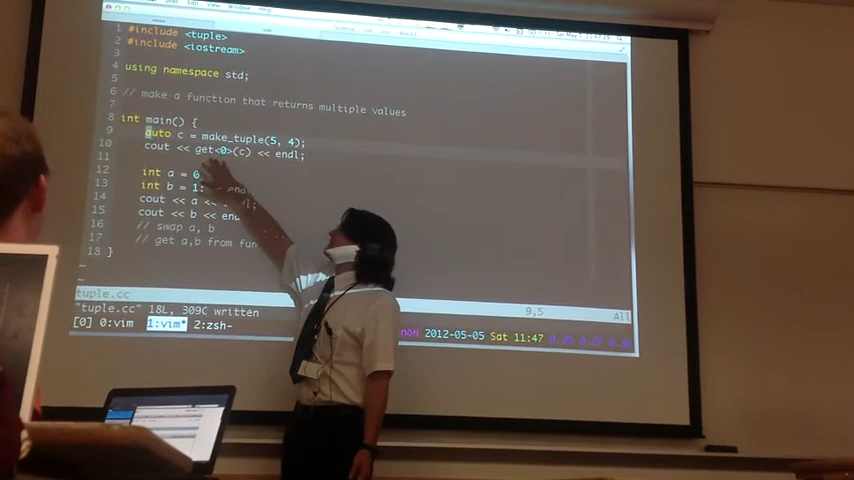 1 #include <tuple>
2 #include <iostream>
3
4 using namespace std;
5
6 // make a function that returns multiple values
7
8 int main() {
9 auto c = make_tuple(5, 4);
10 cout << get<0>(c) << endl;
11
12 int a = 0
13 int b = 1;
14 cout << a <<
15 cout << b << en
16 // swap a, b
17 // get a,b from fun
18 }
~
~
tuple.cc 9,5 All
"tuple.cc" 18L, 309C written
[0] 0:vim 1:vim* 2:zsh- 2012-05-05 Sat 11:47